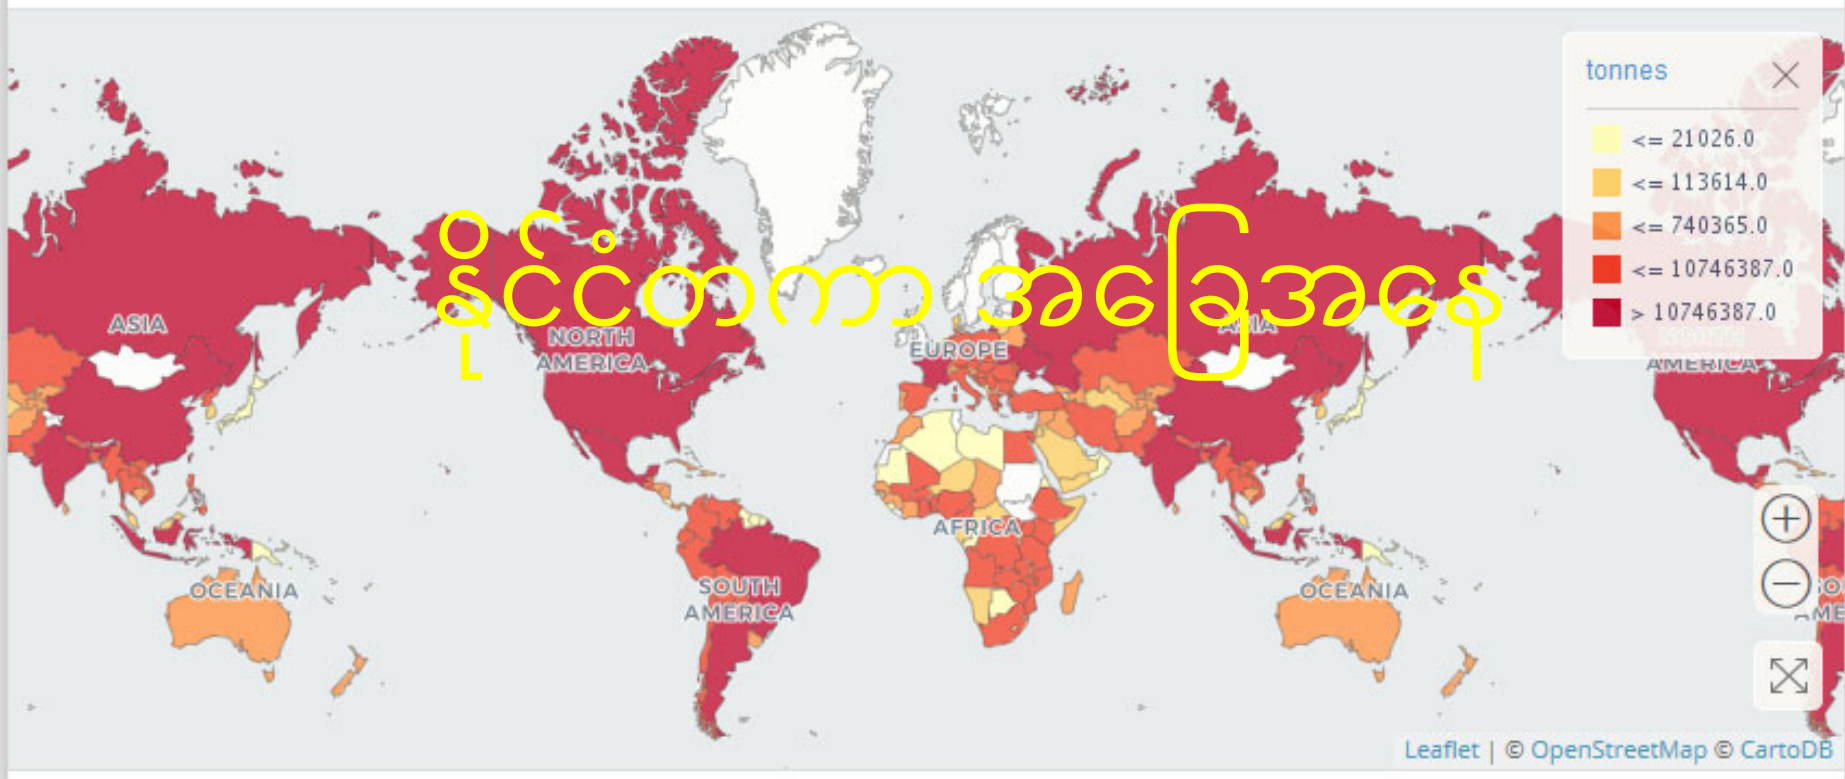 tonnes
<= 21026.0
<= 113614.0
<= 740365.0
<= 10746387.0
> 10746387.0
နိုင်ငံတကာ အခြေအနေ
ASIA
NORTH
AMERICA
EUROPE
ASIA
AMERICA
AFRICA
OCEANIA
SOUTH
AMERICA
OCEANIA
Leaflet | © OpenStreetMap © CartoDB